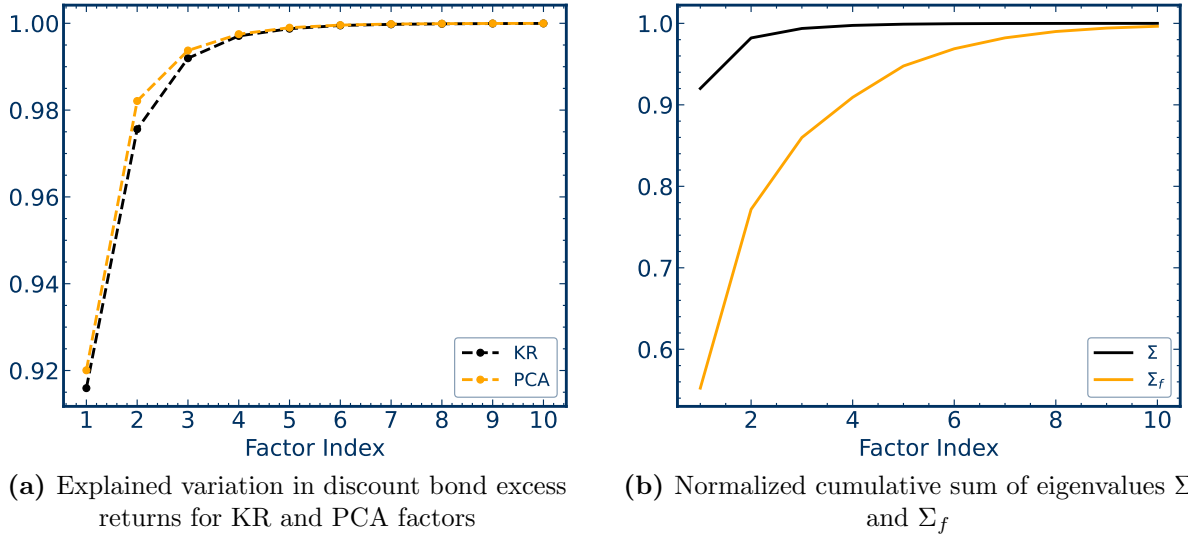 1.00
0.98
0.96
0.94
0.92
KR
PCA
1 2 3 4 5 6 7 8 9 10
Factor Index
(a) Explained variation in discount bond excess
returns for KR and PCA factors
1.0
0.9
0.8
0.7
0.6
Σ
Σ_f
2 4 6 8 10
Factor Index
(b) Normalized cumulative sum of eigenvalues Σ
and Σ_f